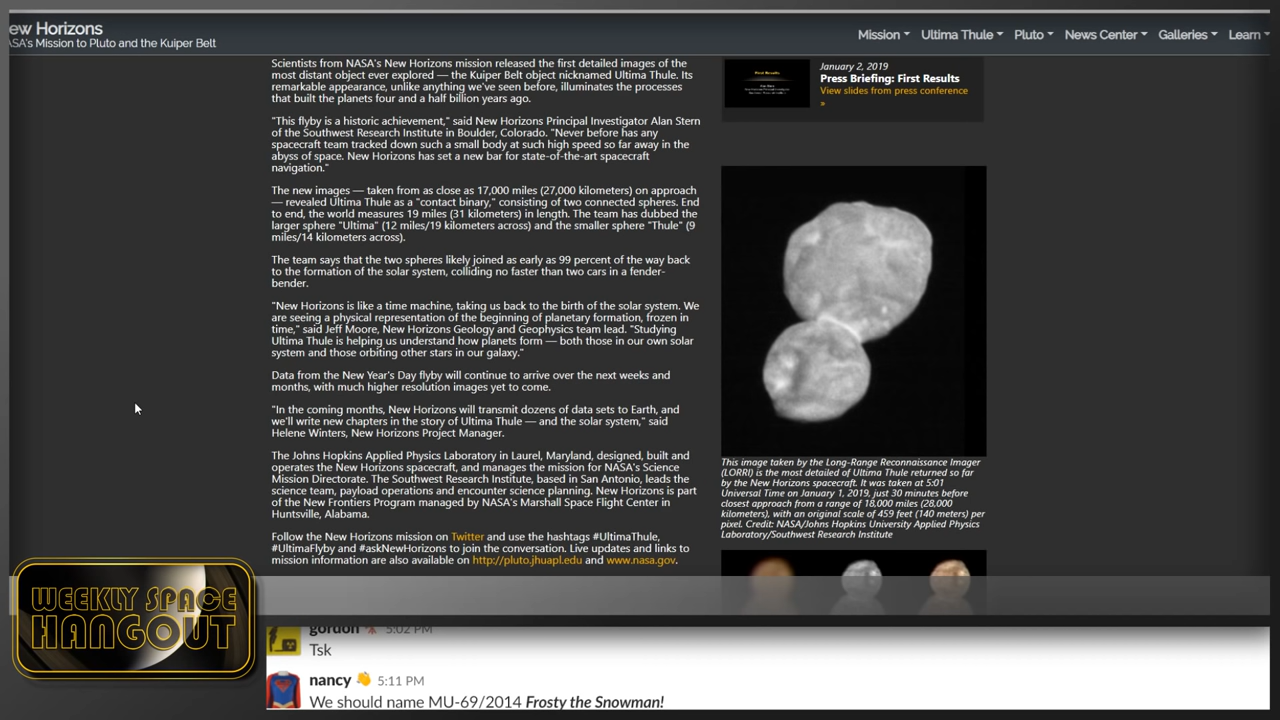 ew Horizons
ASA's Mission to Pluto and the Kuiper Belt
Mission
Ultima Thule
Pluto
News Center
Galleries
Learn
Scientists from NASA's New Horizons mission released the first detailed images of the
most distant object ever explored — the Kuiper Belt object nicknamed Ultima Thule. Its
remarkable appearance, unlike anything we've seen before, illuminates the processes
that built the planets four and a half billion years ago.
"This flyby is a historic achievement," said New Horizons Principal Investigator Alan Stern
of the Southwest Research Institute in Boulder, Colorado. "Never before has any
spacecraft team tracked down such a small body at such high speed so far away in the
abyss of space. New Horizons has set a new bar for state-of-the-art spacecraft
navigation."
The new images — taken from as close as 17,000 miles (27,000 kilometers) on approach
— revealed Ultima Thule as a "contact binary," consisting of two connected spheres. End
to end, the world measures 19 miles (31 kilometers) in length. The team has dubbed the
larger sphere "Ultima" (12 miles/19 kilometers across) and the smaller sphere "Thule" (9
miles/14 kilometers across).
The team says that the two spheres likely joined as early as 99 percent of the way back
to the formation of the solar system, colliding no faster than two cars in a fender-
bender.
"New Horizons is like a time machine, taking us back to the birth of the solar system. We
are seeing a physical representation of the beginning of planetary formation, frozen in
time," said Jeff Moore, New Horizons Geology and Geophysics team lead. "Studying
Ultima Thule is helping us understand how planets form — both those in our own solar
system and those orbiting other stars in our galaxy."
Data from the New Year's Day flyby will continue to arrive over the next weeks and
months, with much higher resolution images yet to come.
"In the coming months, New Horizons will transmit dozens of data sets to Earth, and
we'll write new chapters in the story of Ultima Thule — and the solar system," said
Helene Winters, New Horizons Project Manager.
The Johns Hopkins Applied Physics Laboratory in Laurel, Maryland, designed, built and
operates the New Horizons spacecraft, and manages the mission for NASA's Science
Mission Directorate. The Southwest Research Institute, based in San Antonio, leads the
science team, payload operations and encounter science planning. New Horizons is part
of the New Frontiers Program managed by NASA's Marshall Space Flight Center in
Huntsville, Alabama.
Follow the New Horizons mission on Twitter and use the hashtags #UltimaThule,
#UltimaFlyby and #askNewHorizons to join the conversation. Live updates and links to
mission information are also available on http://pluto.jhuapl.edu and www.nasa.gov.
First Results
January 2, 2019
Press Briefing: First Results
View slides from press conference
»
This image taken by the Long-Range Reconnaissance Imager
(LORRI) is the most detailed of Ultima Thule returned so far
by the New Horizons spacecraft. It was taken at 5:01
Universal Time on January 1, 2019, just 30 minutes before
closest approach from a range of 18,000 miles (28,000
kilometers), with an original scale of 459 feet (140 meters) per
pixel. Credit: NASA/Johns Hopkins University Applied Physics
Laboratory/Southwest Research Institute
WEEKLY SPACE
HANGOUT
gordon 5:02 PM
Tsk
nancy 5:11 PM
We should name MU-69/2014 Frosty the Snowman!